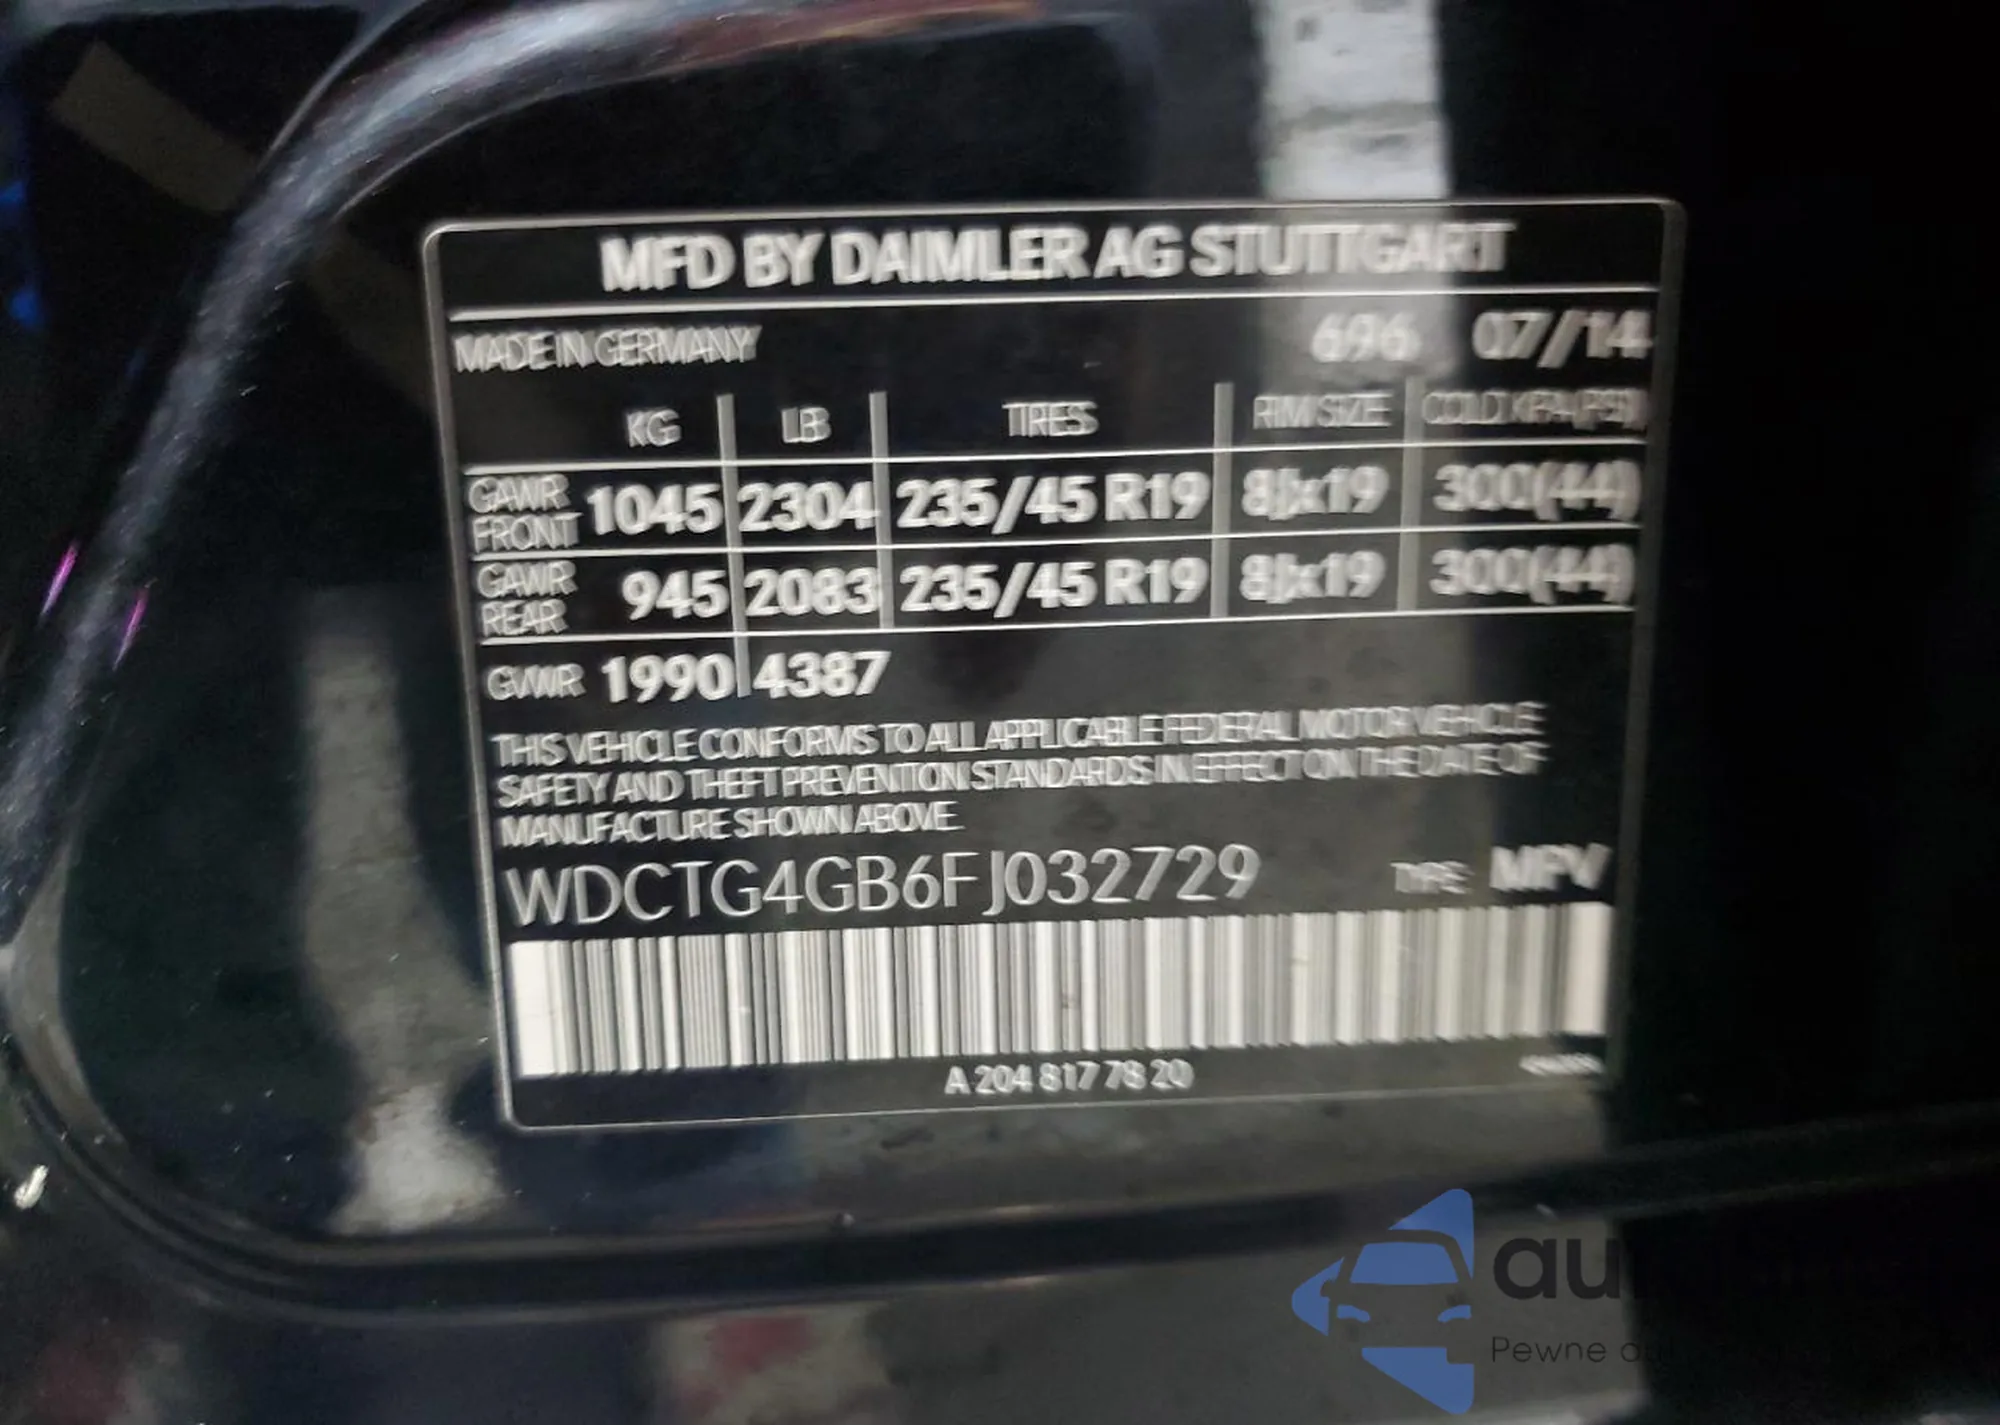 MFD BY DAIMLER AG STUTTGART
MADE IN GERMANY 696 07/14
KG LB TIRES RIM SIZE COLD KPA(PSI)
GAWR FRONT 1045 2304 235/45 R19 8Jx19 300(44)
GAWR REAR 945 2083 235/45 R19 8Jx19 300(44)
GVWR 1990 4387
THIS VEHICLE CONFORMS TO ALL APPLICABLE FEDERAL MOTOR VEHICLE
SAFETY AND THEFT PREVENTION STANDARDS IN EFFECT ON THE DATE OF
MANUFACTURE SHOWN ABOVE
WDCTG4GB6FJ032729 TYPE: MPV
A 204 817 78 20
Pewne